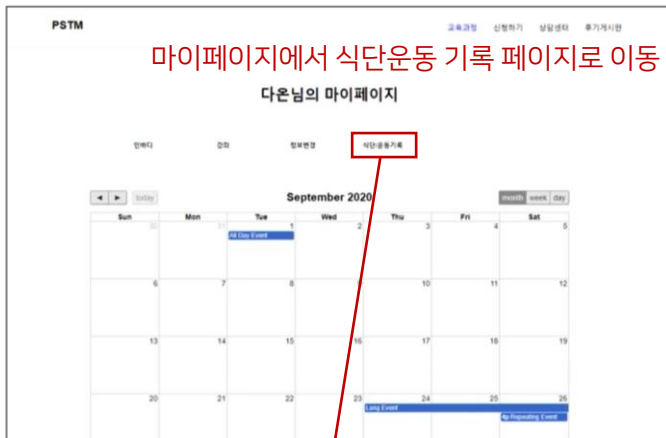 PSTM
교육과정 신청하기 상담센터 후기게시판
마이페이지에서 식단운동 기록 페이지로 이동
다온님의 마이페이지
인바디 강좌 정보변경 식단/운동기록
today September 2020 month week day
Sun Mon Tue Wed Thu Fri Sat
30 31 1 2 3 4 5
All Day Event
6 7 8 9 10 11 12
13 14 15 16 17 18 19
20 21 22 23 24 25 26
Long Event
4p Repeating Event